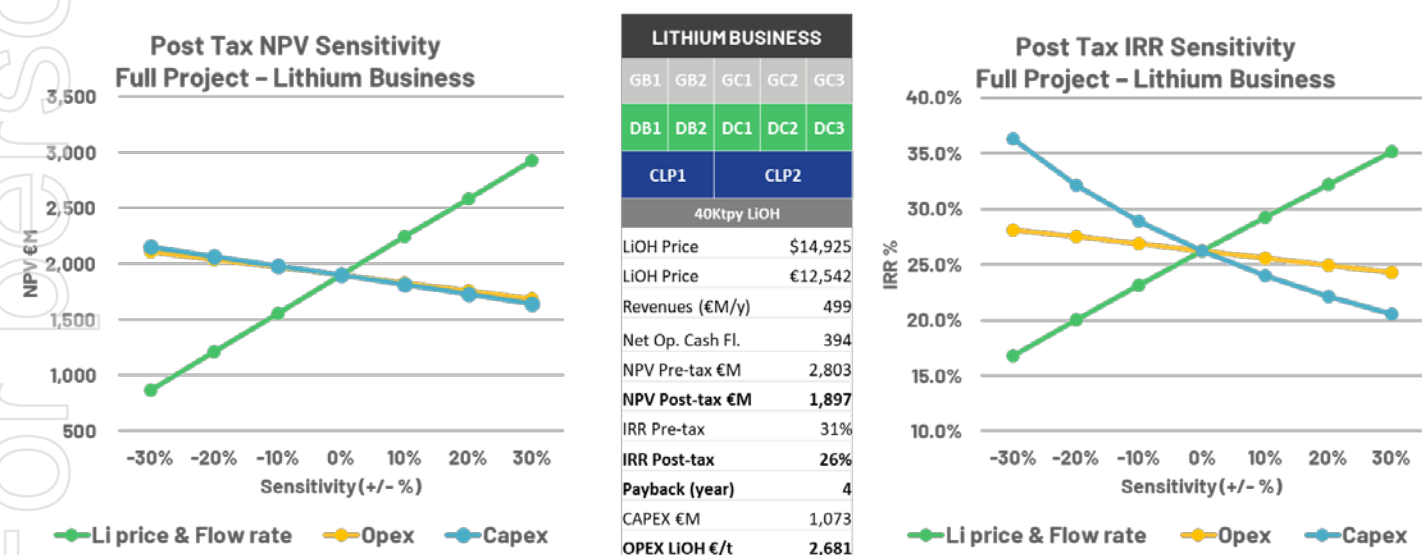 Post Tax NPV Sensitivity
Full Project – Lithium Business
3,500
3,000
2,500
2,000
1,500
1,000
500
NPV €M
-30% -20% -10% 0% 10% 20% 30%
Sensitivity (+/- %)
Li price & Flow rate Opex Capex
LITHIUM BUSINESS
GB1 GB2 GC1 GC2 GC3
DB1 DB2 DC1 DC2 DC3
CLP1 CLP2
40Ktpy LiOH
LiOH Price $14,925
LiOH Price €12,542
Revenues (€M/y) 499
Net Op. Cash Fl. 394
NPV Pre-tax €M 2,803
NPV Post-tax €M 1,897
IRR Pre-tax 31%
IRR Post-tax 26%
Payback (year) 4
CAPEX €M 1,073
OPEX LiOH €/t 2,681
Post Tax IRR Sensitivity
Full Project – Lithium Business
40.0%
35.0%
30.0%
25.0%
20.0%
15.0%
10.0%
IRR %
-30% -20% -10% 0% 10% 20% 30%
Sensitivity (+/- %)
Li price & Flow rate Opex Capex
or perso